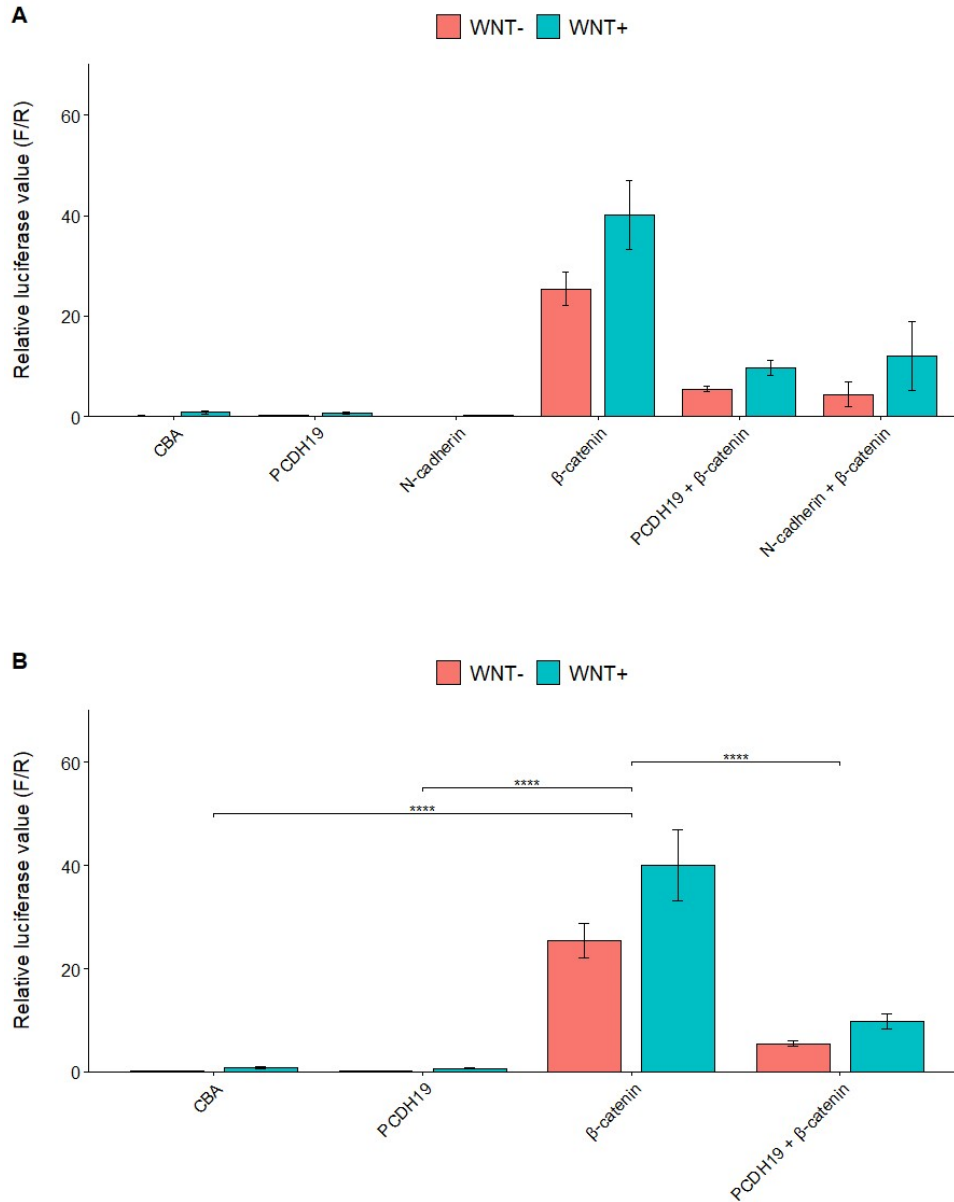 A
WNT- WNT+
Relative luciferase value (F/R)
60
40
20
0
CBA
PCDH19
N-cadherin
β-catenin
PCDH19 + β-catenin
N-cadherin + β-catenin
B
WNT- WNT+
Relative luciferase value (F/R)
60
40
20
0
****
****
****
CBA
PCDH19
β-catenin
PCDH19 + β-catenin